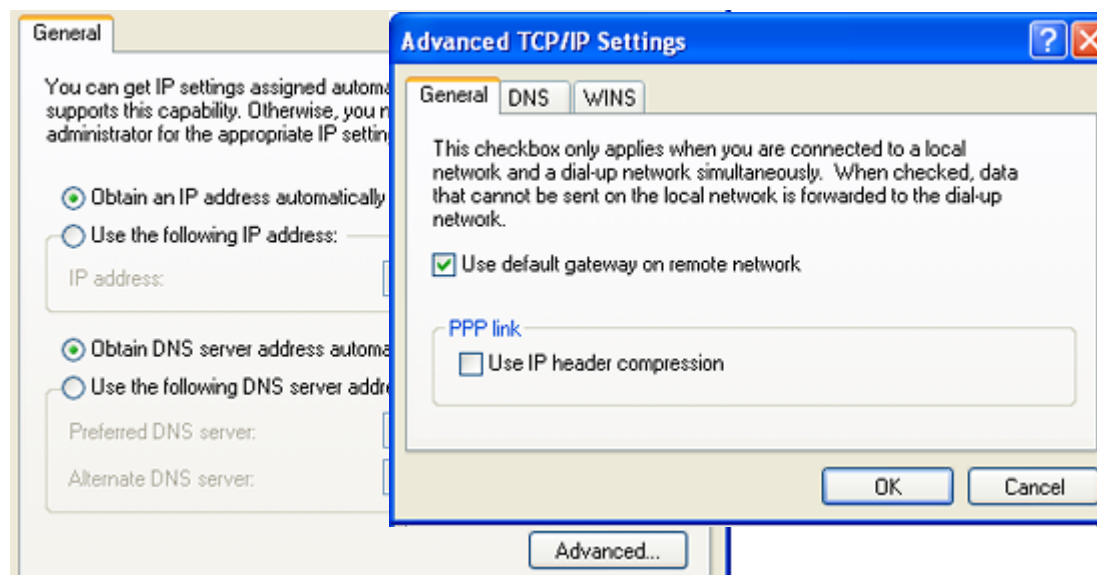 General
You can get IP settings assigned automa
supports this capability. Otherwise, you n
administrator for the appropriate IP settin
Obtain an IP address automatically
Use the following IP address:
IP address:
Obtain DNS server address automa
Use the following DNS server addre
Preferred DNS server:
Alternate DNS server:
Advanced...
Advanced TCP/IP Settings
General DNS WINS
This checkbox only applies when you are connected to a local
network and a dial-up network simultaneously. When checked, data
that cannot be sent on the local network is forwarded to the dial-up
network.
Use default gateway on remote network
PPP link
Use IP header compression
OK Cancel